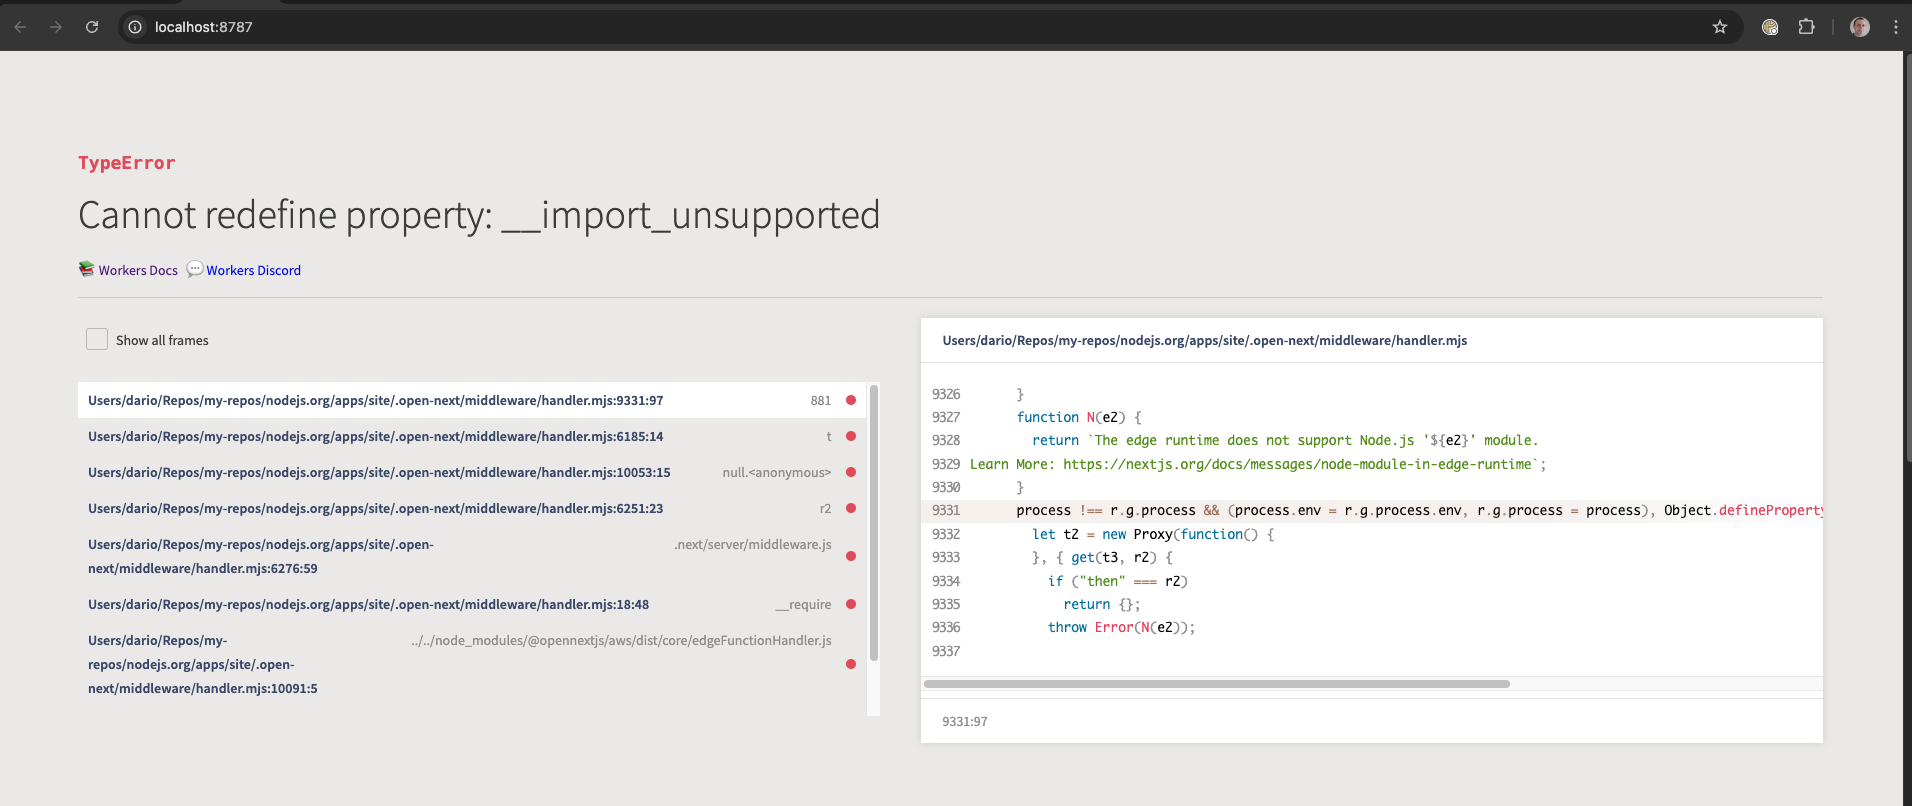 localhost:8787
TypeError
Cannot redefine property: __import_unsupported
Workers Docs Workers Discord
Show all frames
Users/dario/Repos/my-repos/nodejs.org/apps/site/.open-next/middleware/handler.mjs:9331:97 881
Users/dario/Repos/my-repos/nodejs.org/apps/site/.open-next/middleware/handler.mjs:6185:14 t
Users/dario/Repos/my-repos/nodejs.org/apps/site/.open-next/middleware/handler.mjs:10053:15 null.<anonymous>
Users/dario/Repos/my-repos/nodejs.org/apps/site/.open-next/middleware/handler.mjs:6251:23 r2
Users/dario/Repos/my-repos/nodejs.org/apps/site/.open- .next/server/middleware.js
next/middleware/handler.mjs:6276:59
Users/dario/Repos/my-repos/nodejs.org/apps/site/.open-next/middleware/handler.mjs:18:48 __require
Users/dario/Repos/my- ../../node_modules/@opennextjs/aws/dist/core/edgeFunctionHandler.js
repos/nodejs.org/apps/site/.open-
next/middleware/handler.mjs:10091:5
Users/dario/Repos/my-repos/nodejs.org/apps/site/.open-next/middleware/handler.mjs
9326 }
9327 function N(e2) {
9328 return `The edge runtime does not support Node.js '${e2}' module.
9329 Learn More: https://nextjs.org/docs/messages/node-module-in-edge-runtime`;
9330 }
9331 process !== r.g.process && (process.env = r.g.process.env, r.g.process = process), Object.defineProperty
9332 let t2 = new Proxy(function() {
9333 }, { get(t3, r2) {
9334 if ("then" === r2)
9335 return {};
9336 throw Error(N(e2));
9337
9331:97